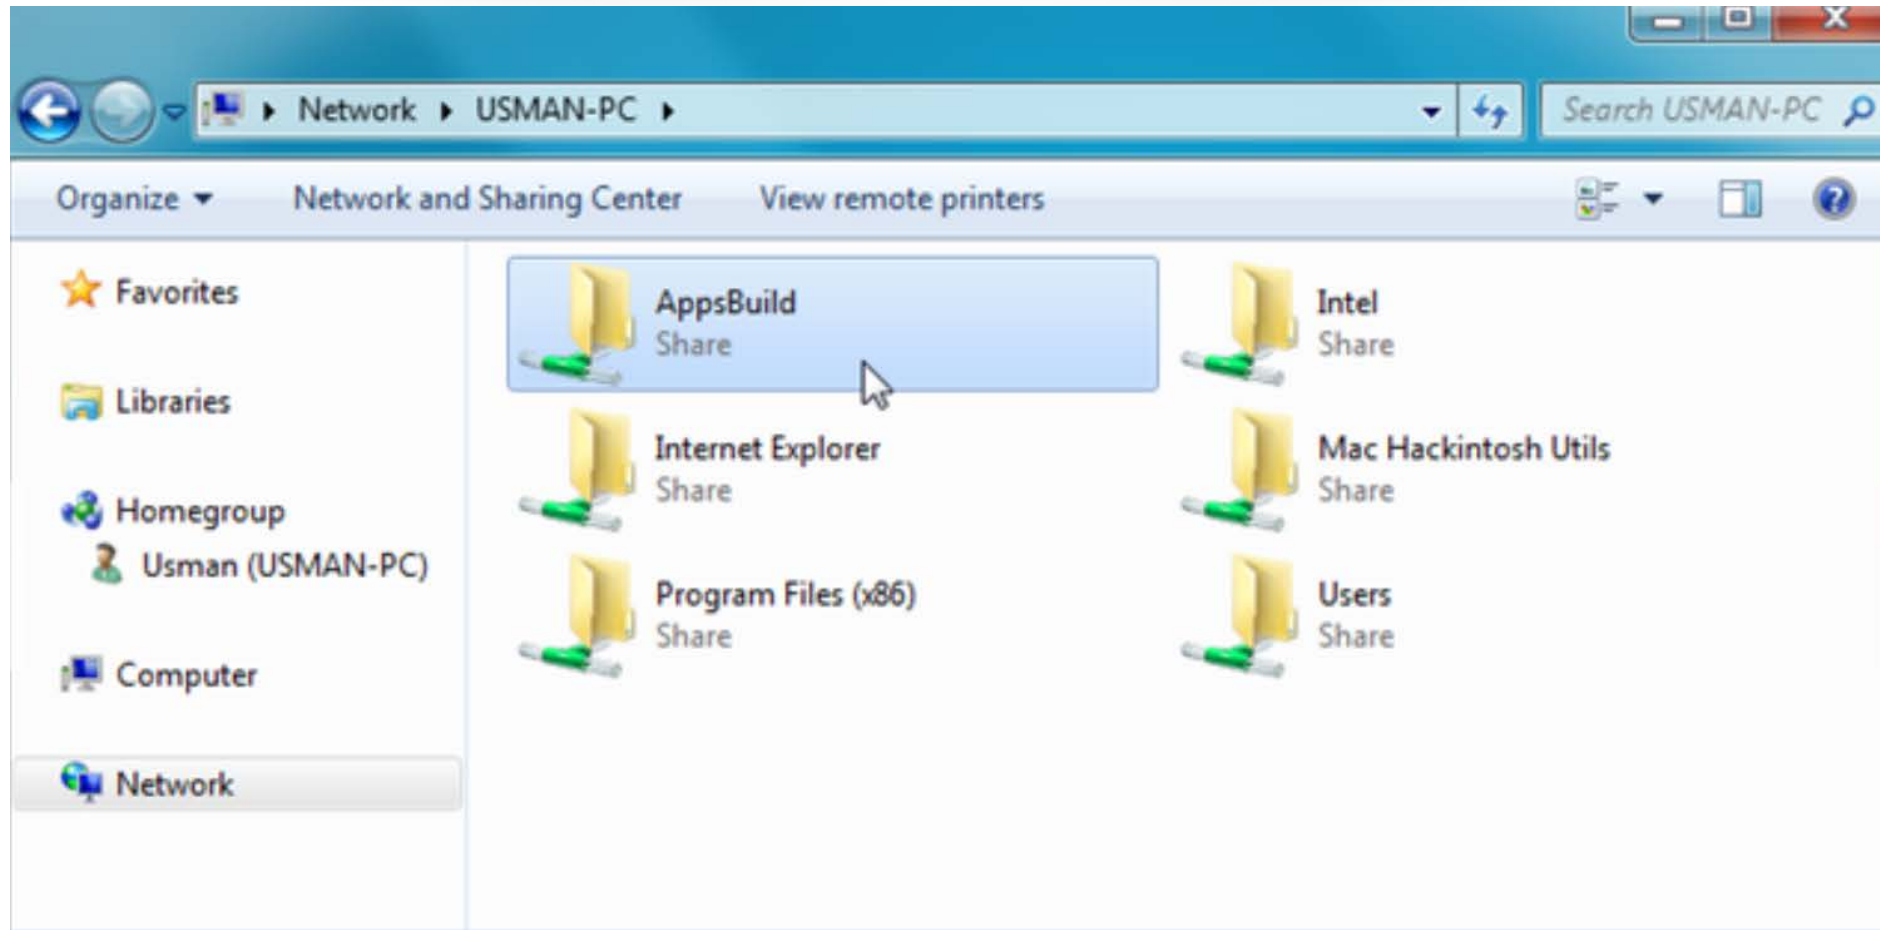 Network USMAN-PC
Search USMAN-PC
Organize Network and Sharing Center View remote printers
Favorites
Libraries
Homegroup
Usman (USMAN-PC)
Computer
Network
AppsBuild
Share
Intel
Share
Internet Explorer
Share
Mac Hackintosh Utils
Share
Program Files (x86)
Share
Users
Share